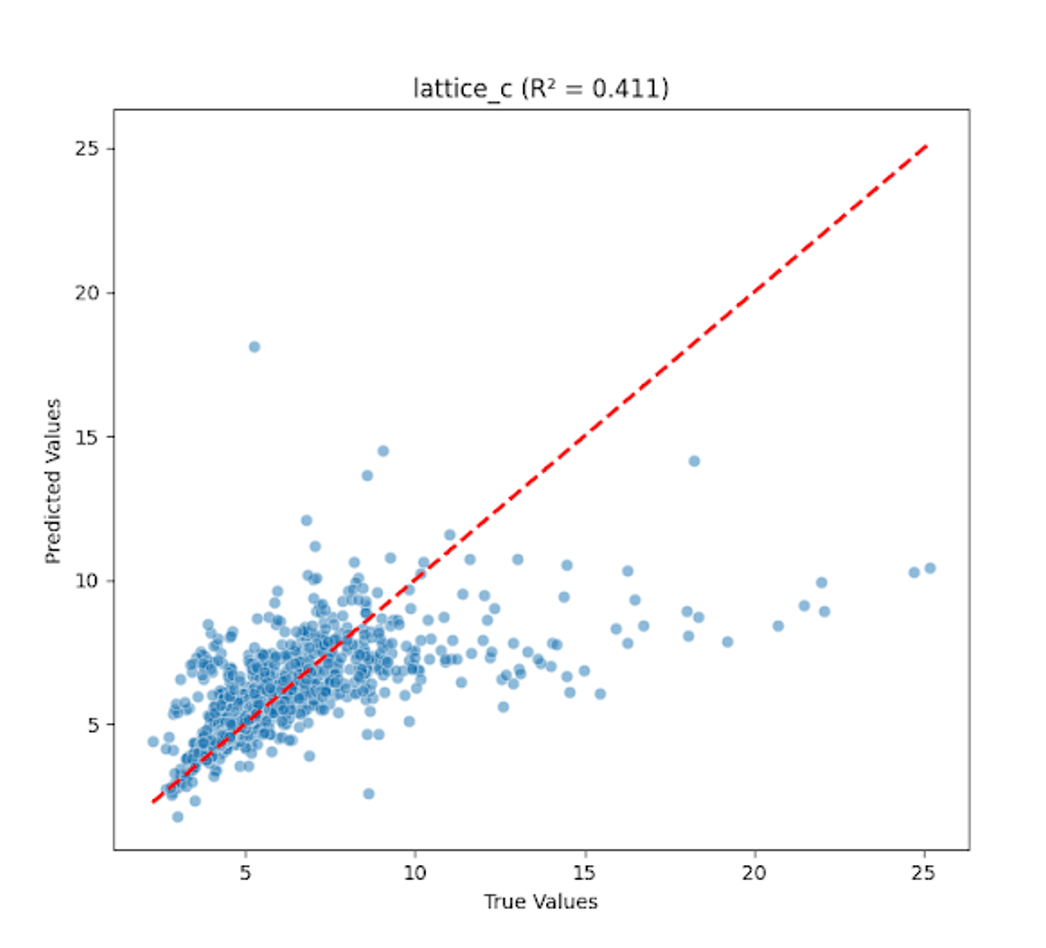 lattice_c (R² = 0.411)
25
20
15
10
5
Predicted Values
5 10 15 20 25
True Values